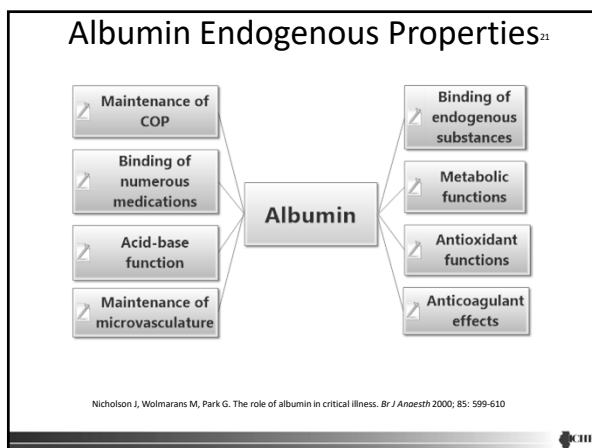 Albumin Endogenous Properties21
Maintenance of
COP
Binding of
numerous
medications
Acid-base
function
Maintenance of
microvasculature
Albumin
Binding of
endogenous
substances
Metabolic
functions
Antioxidant
functions
Anticoagulant
effects
Nicholson J, Wolmarans M, Park G. The role of albumin in critical illness. Br J Anaesth 2000; 85: 599-610